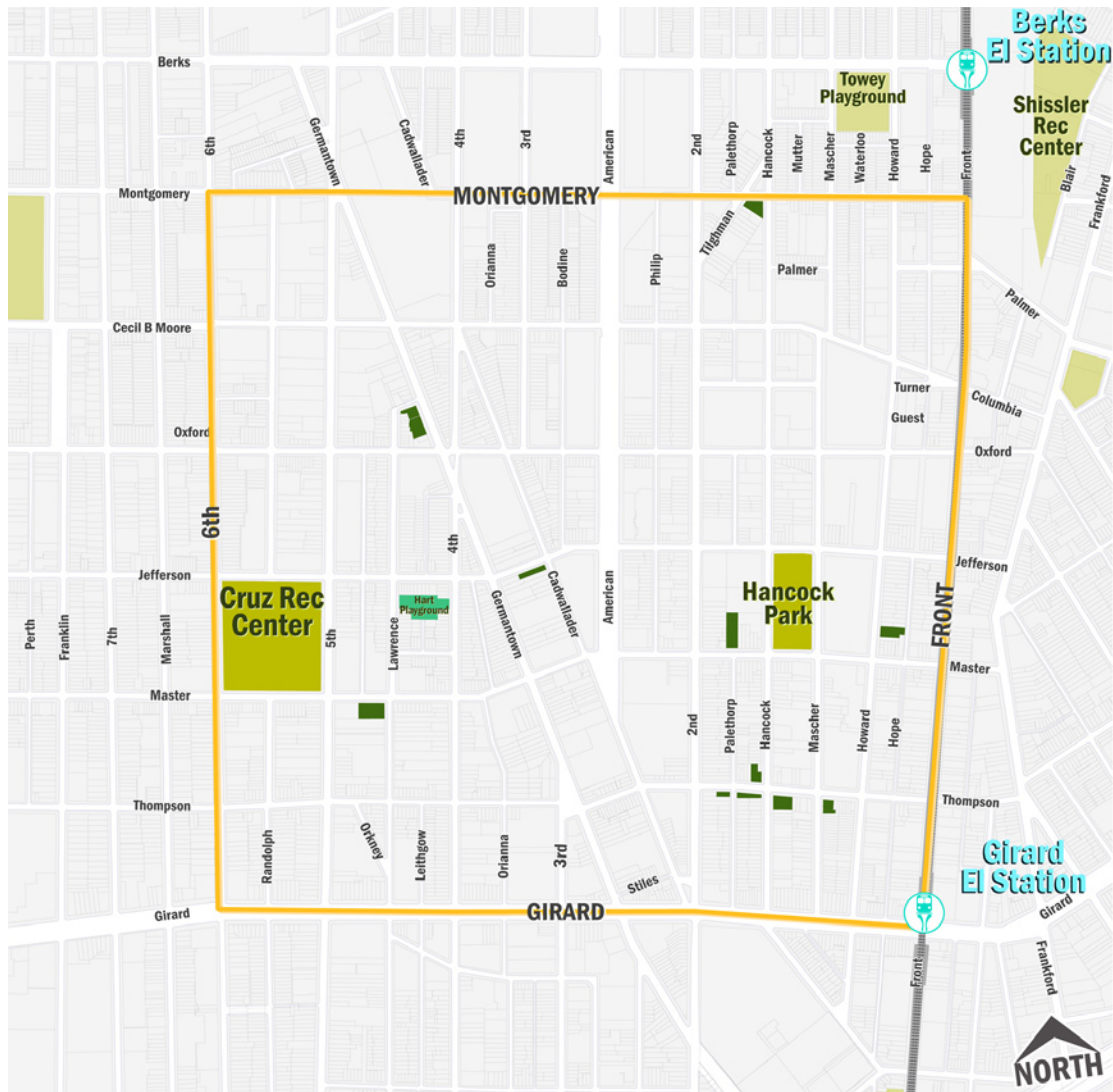 Berks
El Station
Berks
Towey
Playground
Shissler
Rec
Center
6th
Germantown
Cadwallader
4th
3rd
American
2nd
Palethorp
Hancock
Mutter
Mascher
Waterloo
Howard
Hope
Front
Blair
Frankford
Montgomery
MONTGOMERY
Tilghman
Orianna
Bodine
Philip
Palmer
Palmer
Cecil B Moore
Turner
Columbia
Guest
Oxford
Oxford
6th
4th
Jefferson
Jefferson
Cruz Rec
Center
Hart
Playground
Germantown
Cadwallader
American
Hancock
Park
FRONT
Perth
Franklin
7th
Marshall
5th
Lawrence
Master
Master
2nd
Palethorp
Hancock
Mascher
Howard
Hope
Thompson
Thompson
Randolph
Orkney
Leithgow
Orianna
3rd
Stiles
Girard
El Station
Girard
GIRARD
Girard
Front
Frankford
NORTH